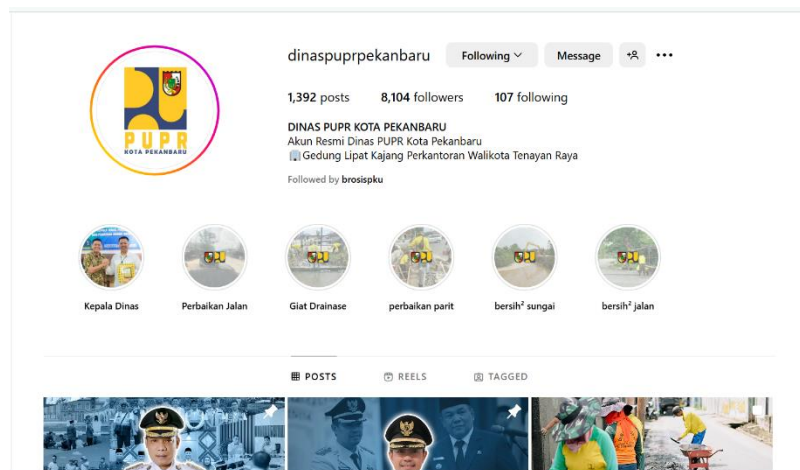 dinaspuprpekanbaru Following Message
1,392 posts 8,104 followers 107 following
DINAS PUPR KOTA PEKANBARU
Akun Resmi Dinas PUPR Kota Pekanbaru
Gedung Lipat Kajang Perkantoran Walikota Tenayan Raya
Followed by brosispku
PUPR
KOTA PEKANBARU
Kepala Dinas Perbaikan Jalan Giat Drainase perbaikan parit bersih² sungai bersih² jalan
POSTS REELS TAGGED